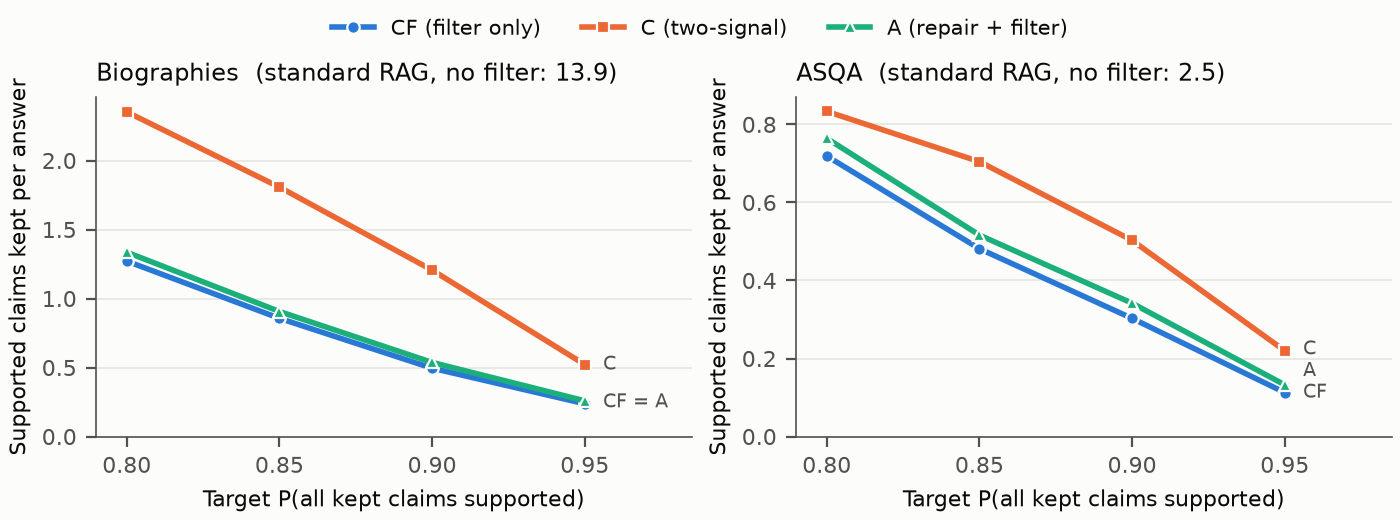 CF (filter only)
C (two-signal)
A (repair + filter)
Biographies (standard RAG, no filter: 13.9)
Supported claims kept per answer
2.0
1.5
1.0
0.5
0.0
C
CF = A
0.80
0.85
0.90
0.95
Target P(all kept claims supported)
ASQA (standard RAG, no filter: 2.5)
Supported claims kept per answer
0.8
0.6
0.4
0.2
0.0
C
A
CF
0.80
0.85
0.90
0.95
Target P(all kept claims supported)